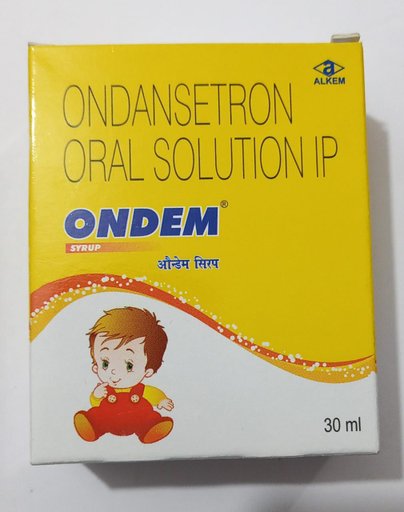 ALKEM
ONDANSETRON
ORAL SOLUTION IP
ONDEM®
SYRUP
औन्डेम सिरप
30 ml